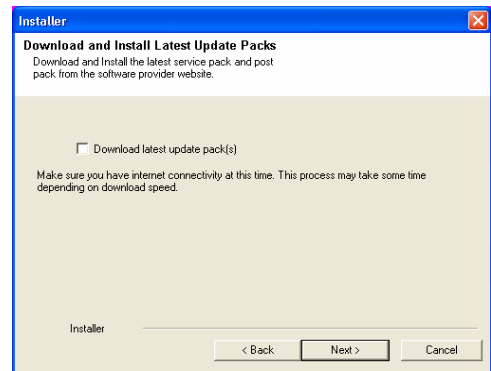 Installer
Download and Install Latest Update Packs
Download and Install the latest service pack and post
pack from the software provider website.
Download latest update pack(s)
Make sure you have internet connectivity at this time. This process may take some time
depending on download speed.
Installer
< Back
Next >
Cancel